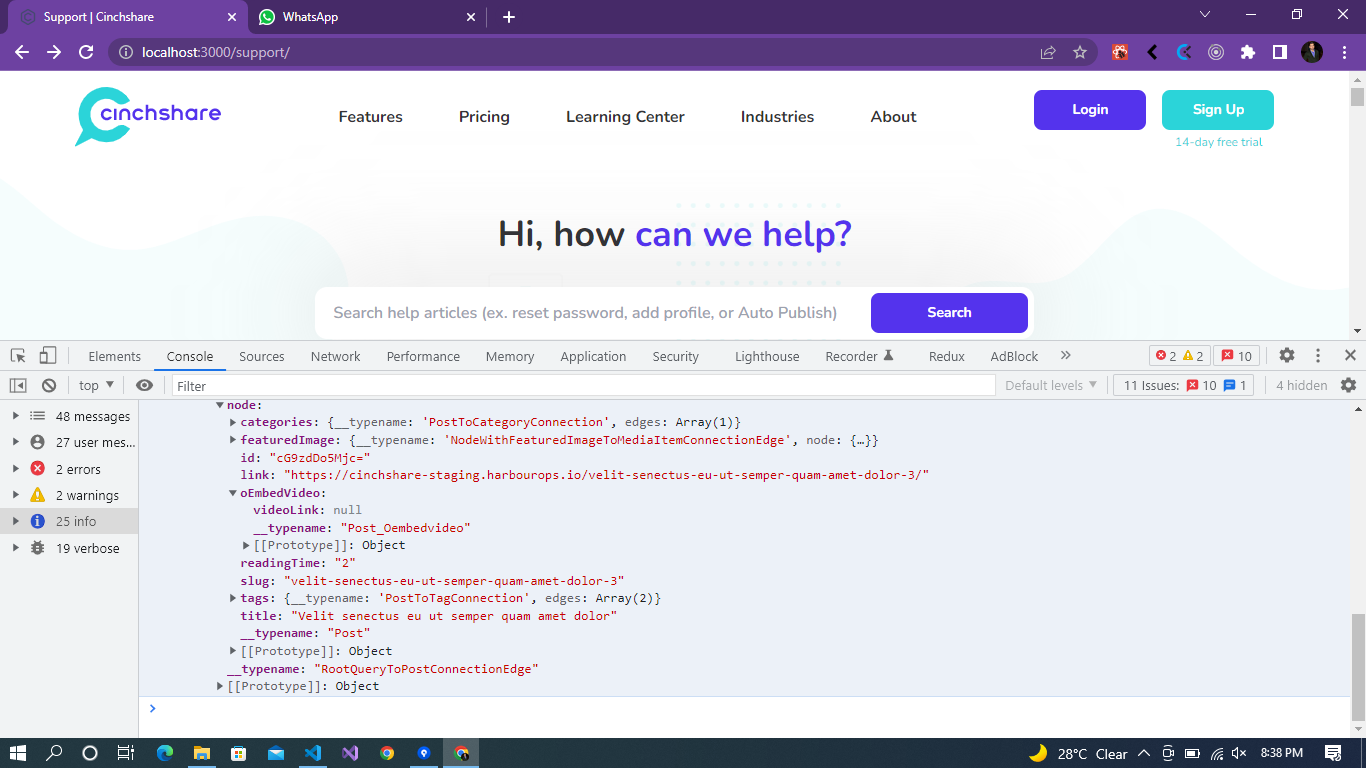 Support | Cinchshare
WhatsApp
localhost:3000/support/
cinchshare
Features
Pricing
Learning Center
Industries
About
Login
Sign Up
14-day free trial
Hi, how can we help?
Search help articles (ex. reset password, add profile, or Auto Publish)
Search
Elements
Console
Sources
Network
Performance
Memory
Application
Security
Lighthouse
Recorder
Redux
AdBlock
2
2
10
top
Filter
Default levels
11 Issues:
10
1
4 hidden
48 messages
27 user mes...
2 errors
2 warnings
25 info
19 verbose
node:
categories: {__typename: 'PostToCategoryConnection', edges: Array(1)}
featuredImage: {__typename: 'NodeWithFeaturedImageToMediaItemConnectionEdge', node: {…}}
id: "cG9zdDo5Mjc="
link: "https://cinchshare-staging.harbourops.io/velit-senectus-eu-ut-semper-quam-amet-dolor-3/"
oEmbedVideo:
videoLink: null
__typename: "Post_Oembedvideo"
[[Prototype]]: Object
readingTime: "2"
slug: "velit-senectus-eu-ut-semper-quam-amet-dolor-3"
tags: {__typename: 'PostToTagConnection', edges: Array(2)}
title: "Velit senectus eu ut semper quam amet dolor"
__typename: "Post"
[[Prototype]]: Object
__typename: "RootQueryToPostConnectionEdge"
[[Prototype]]: Object
28°C Clear
8:38 PM